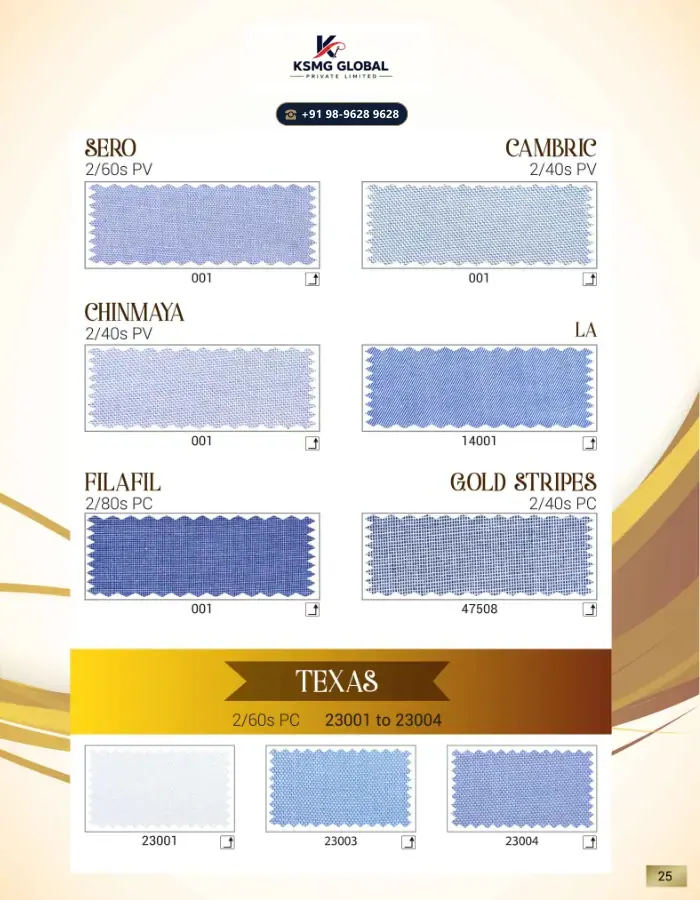 KSMG GLOBAL
PRIVATE LIMITED
+91 98-9628 9628
SERO
2/60s PV
001
CAMBRIC
2/40s PV
001
CHINMAYA
2/40s PV
001
LA
14001
FILAFIL
2/80s PC
001
GOLD STRIPES
2/40s PC
47508
TEXAS
2/60s PC 23001 to 23004
23001
23003
23004
25